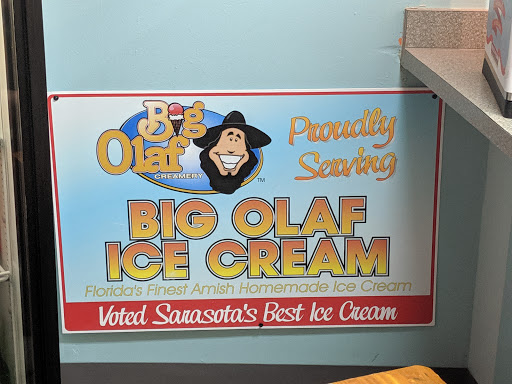 Big
Olaf
CREAMERY
TM
Proudly
Serving
BIG OLAF
ICE CREAM
Florida's Finest Amish Homemade Ice Cream
Voted Sarasota's Best Ice Cream